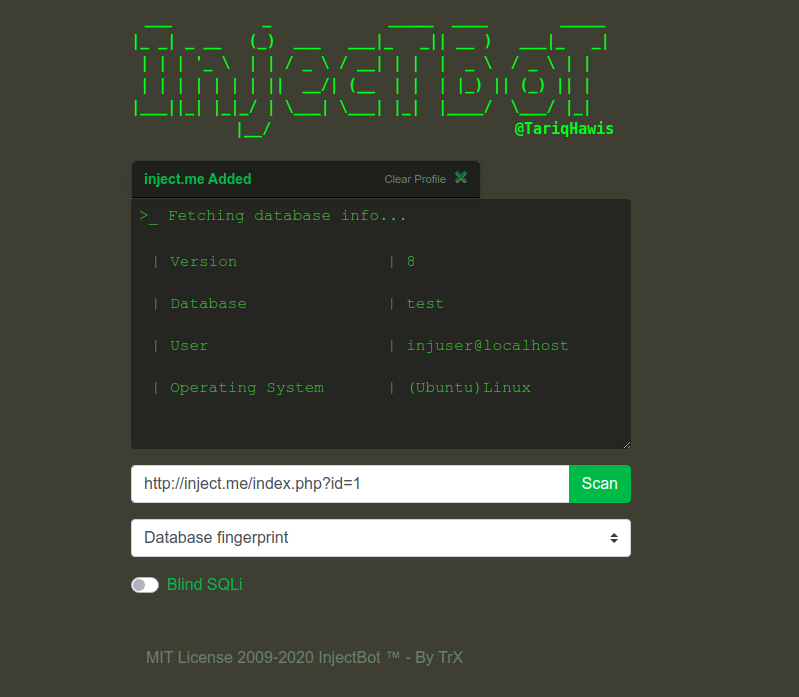 InjectBoT
@TariqHawis
inject.me Added
Clear Profile
>_ Fetching database info...
| Version | 8
| Database | test
| User | injuser@localhost
| Operating System | (Ubuntu)Linux
http://inject.me/index.php?id=1
Scan
Database fingerprint
Blind SQLi
MIT License 2009-2020 InjectBot ™ - By TrX